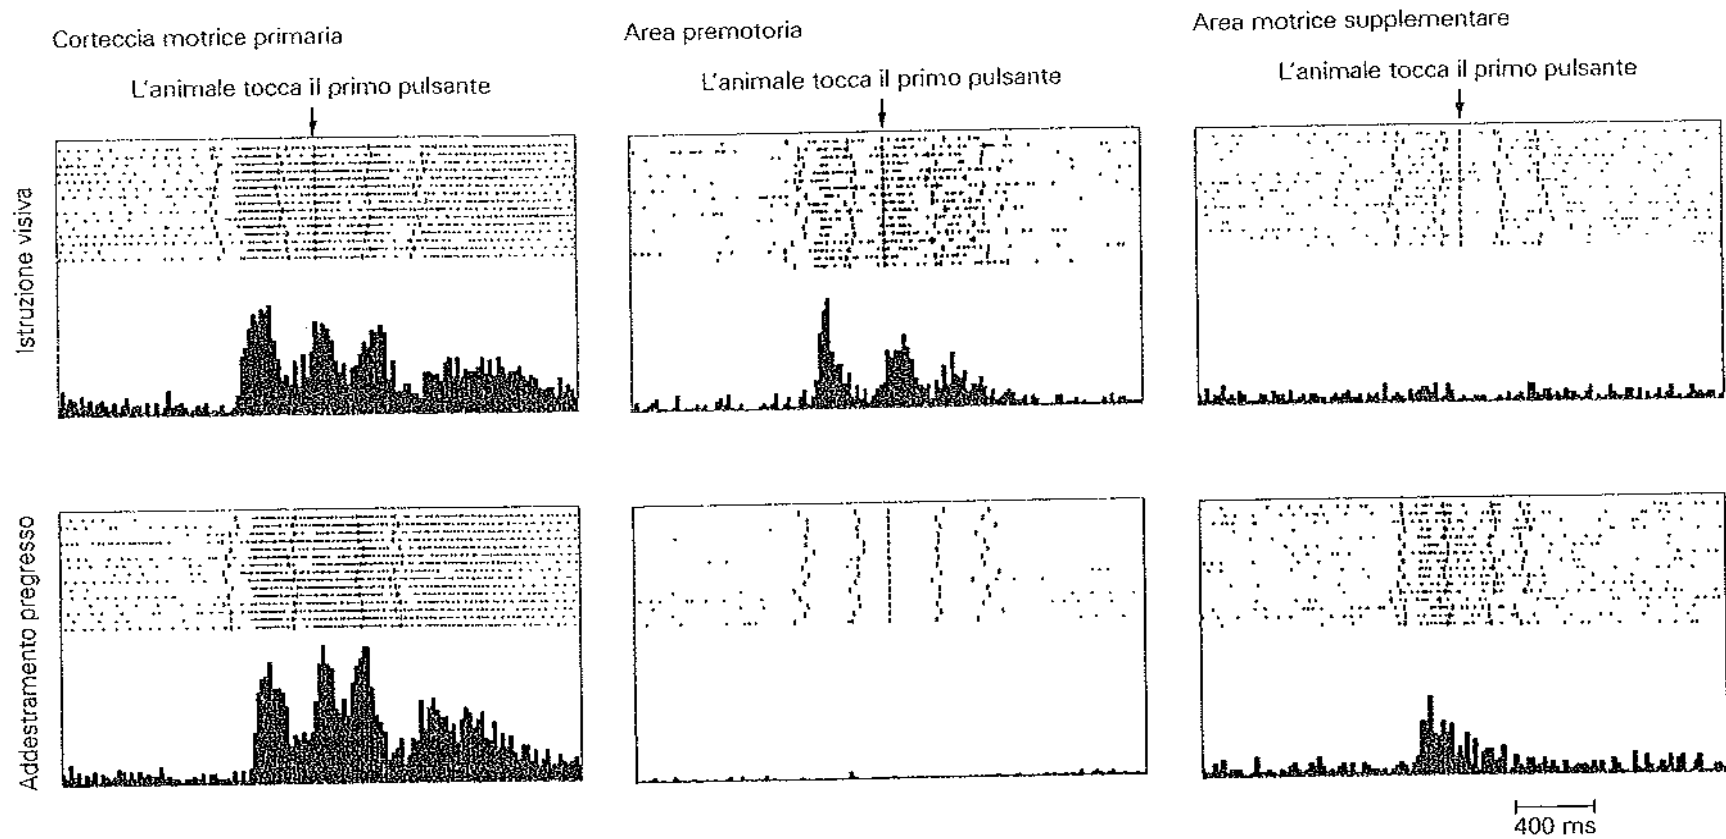 Corteccia motrice primaria
L'animale tocca il primo pulsante
Area premotoria
L'animale tocca il primo pulsante
Area motrice supplementare
L'animale tocca il primo pulsante
Istruzione visiva
Addestramento pregresso
400 ms